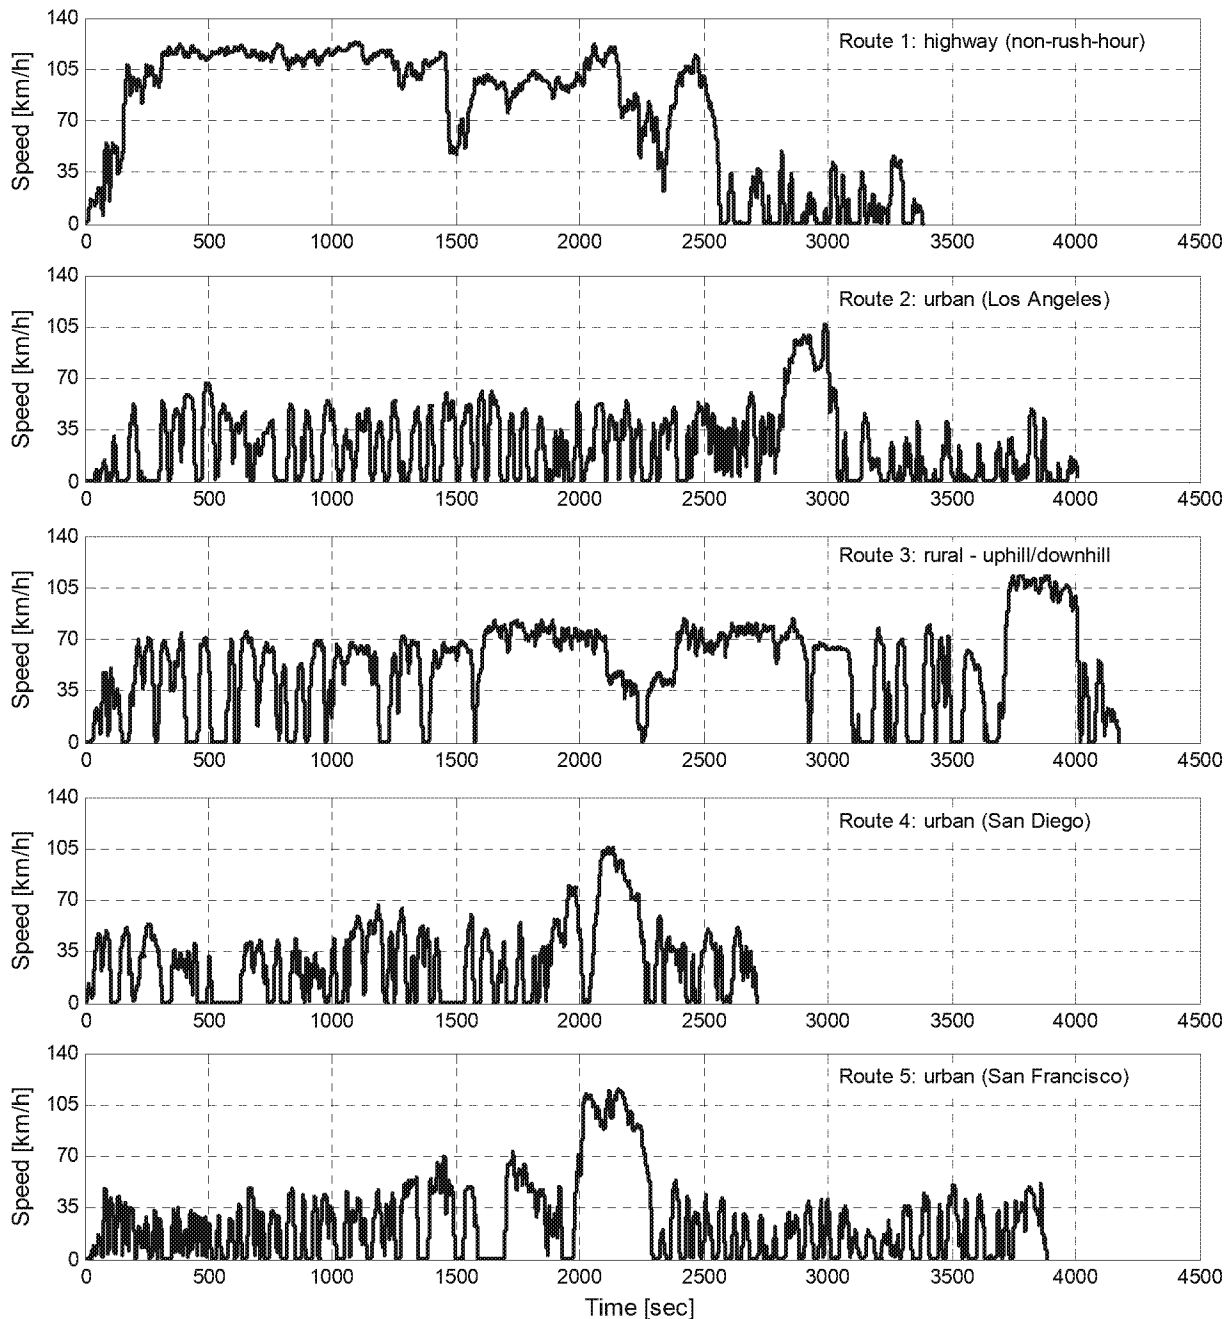 140
Route 1: highway (non-rush-hour)
105
70
35
0
Speed [km/h]
0 500 1000 1500 2000 2500 3000 3500 4000 4500
140
Route 2: urban (Los Angeles)
105
70
35
0
Speed [km/h]
0 500 1000 1500 2000 2500 3000 3500 4000 4500
140
Route 3: rural - uphill/downhill
105
70
35
0
Speed [km/h]
0 500 1000 1500 2000 2500 3000 3500 4000 4500
140
Route 4: urban (San Diego)
105
70
35
0
Speed [km/h]
0 500 1000 1500 2000 2500 3000 3500 4000 4500
140
Route 5: urban (San Francisco)
105
70
35
0
Speed [km/h]
0 500 1000 1500 2000 2500 3000 3500 4000 4500
Time [sec]